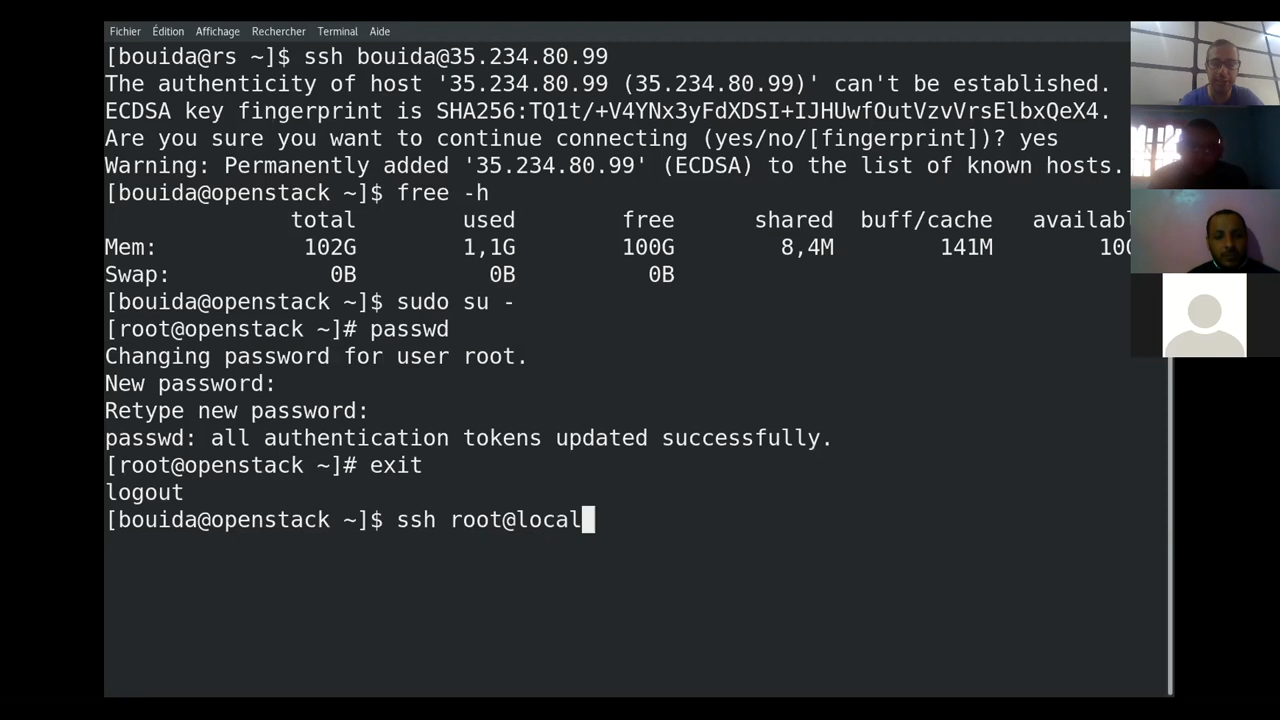 Fichier Édition Affichage Rechercher Terminal Aide
[bouida@rs ~]$ ssh bouida@35.234.80.99
The authenticity of host '35.234.80.99 (35.234.80.99)' can't be established.
ECDSA key fingerprint is SHA256:TQ1t/+V4YNx3yFdXDSI+IJHUwfOutVzvVrsElbxQeX4.
Are you sure you want to continue connecting (yes/no/[fingerprint])? yes
Warning: Permanently added '35.234.80.99' (ECDSA) to the list of known hosts.
[bouida@openstack ~]$ free -h
total used free shared buff/cache availabl
Mem: 102G 1,1G 100G 8,4M 141M 100
Swap: 0B 0B 0B
[bouida@openstack ~]$ sudo su -
[root@openstack ~]# passwd
Changing password for user root.
New password:
Retype new password:
passwd: all authentication tokens updated successfully.
[root@openstack ~]# exit
logout
[bouida@openstack ~]$ ssh root@local